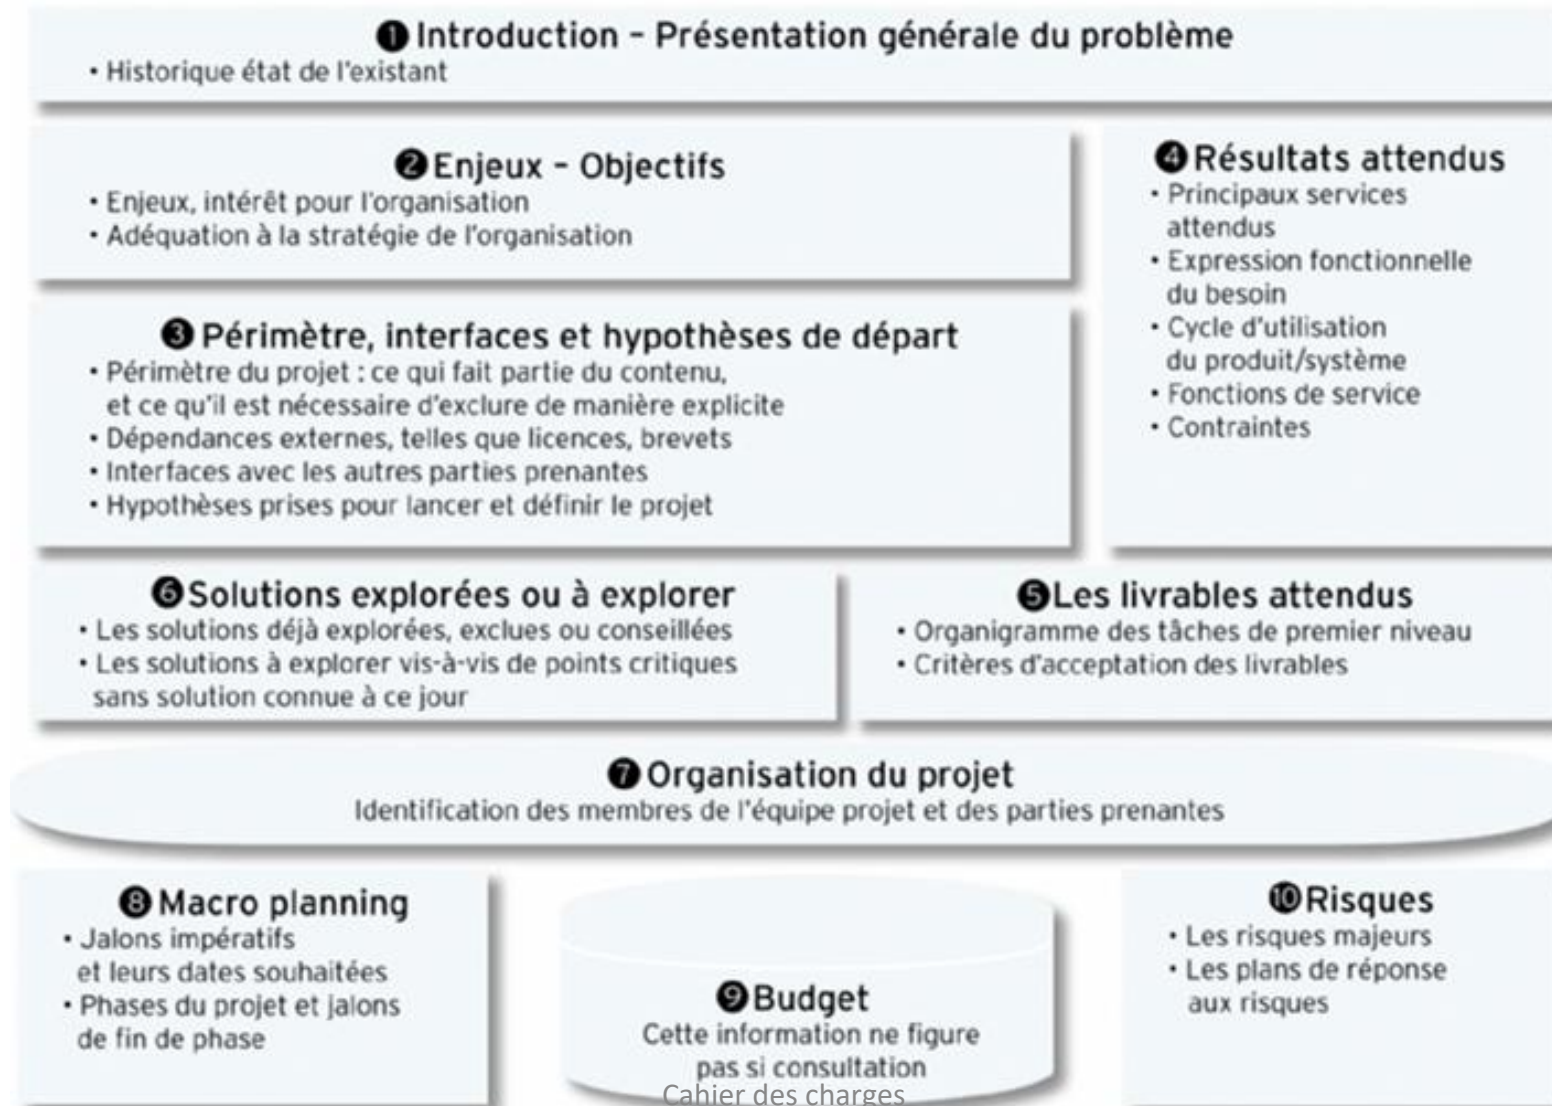 ❶ Introduction – Présentation générale du problème
• Historique état de l'existant
❷ Enjeux – Objectifs
• Enjeux, intérêt pour l'organisation
• Adéquation à la stratégie de l'organisation
❸ Périmètre, interfaces et hypothèses de départ
• Périmètre du projet : ce qui fait partie du contenu,
et ce qu'il est nécessaire d'exclure de manière explicite
• Dépendances externes, telles que licences, brevets
• Interfaces avec les autres parties prenantes
• Hypothèses prises pour lancer et définir le projet
❹ Résultats attendus
• Principaux services
attendus
• Expression fonctionnelle
du besoin
• Cycle d'utilisation
du produit/système
• Fonctions de service
• Contraintes
❻ Solutions explorées ou à explorer
• Les solutions déjà explorées, exclues ou conseillées
• Les solutions à explorer vis-à-vis de points critiques
sans solution connue à ce jour
❺ Les livrables attendus
• Organigramme des tâches de premier niveau
• Critères d'acceptation des livrables
❼ Organisation du projet
Identification des membres de l'équipe projet et des parties prenantes
❽ Macro planning
• Jalons impératifs
et leurs dates souhaitées
• Phases du projet et jalons
de fin de phase
❾ Budget
Cette information ne figure
pas si consultation
❿ Risques
• Les risques majeurs
• Les plans de réponse
aux risques
Cahier des charges